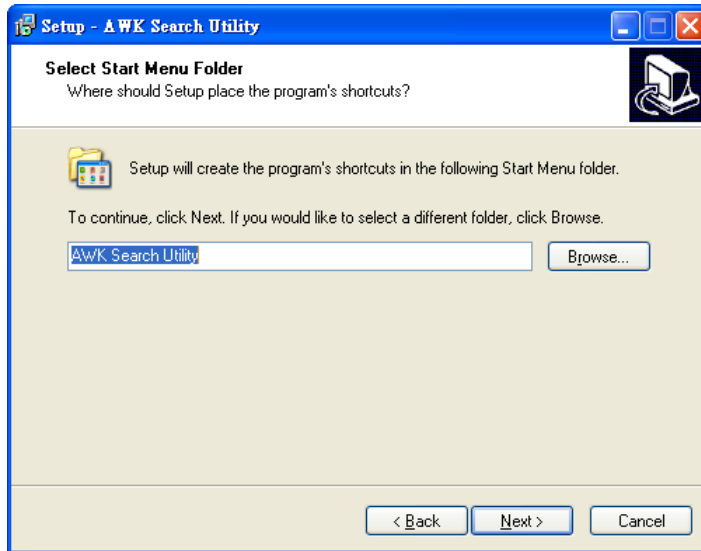 Setup - AWK Search Utility
Select Start Menu Folder
Where should Setup place the program's shortcuts?
Setup will create the program's shortcuts in the following Start Menu folder.
To continue, click Next. If you would like to select a different folder, click Browse.
AWK Search Utility
Browse...
< Back
Next >
Cancel